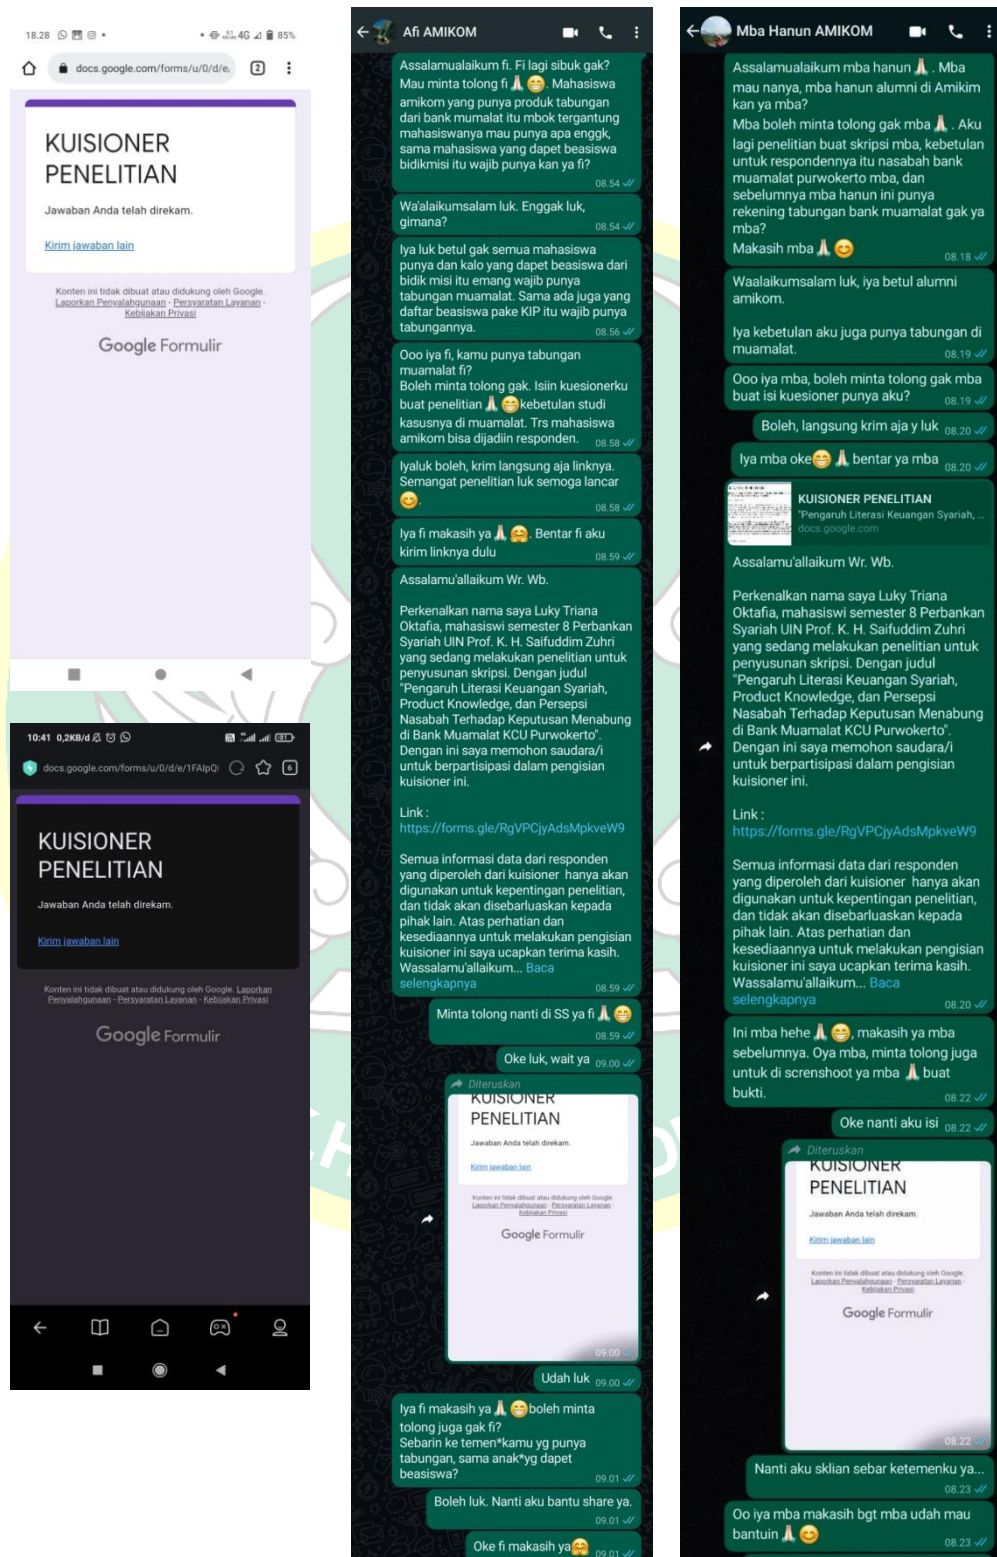 18.28
4G 85%
docs.google.com/forms/u/0/d/e/
2
KUISIONER
PENELITIAN
Jawaban Anda telah direkam.
Kirim jawaban lain
Konten ini tidak dibuat atau didukung oleh Google.
Laporkan Penyalahgunaan - Persyaratan Layanan -
Kebijakan Privasi
Google Formulir
10:41 0,2KB/d
docs.google.com/forms/u/0/d/e/1FAIpQl
6
KUISIONER
PENELITIAN
Jawaban Anda telah direkam.
Kirim jawaban lain
Konten ini tidak dibuat atau didukung oleh Google. Laporkan
Penyalahgunaan - Persyaratan Layanan - Kebijakan Privasi
Google Formulir
Afi AMIKOM
Assalamualaikum fi. Fi lagi sibuk gak?
Mau minta tolong fi🙏🏻😁. Mahasiswa
amikom yang punya produk tabungan
dari bank mumalat itu mbok tergantung
mahasiswanya mau punya apa enggk,
sama mahasiswa yang dapet beasiswa
bidikmisi itu wajib punya kan ya fi?
08.54
Wa'alaikumsalam luk. Enggak luk,
gimana?
08.54
Iya luk betul gak semua mahasiswa
punya dan kalo yang dapet beasiswa dari
bidik misi itu emang wajib punya
tabungan muamalat. Sama ada juga yang
daftar beasiswa pake KIP itu wajib punya
tabungannya.
08.56
Ooo iya fi, kamu punya tabungan
muamalat fi?
Boleh minta tolong gak. Isiin kuesionerku
buat penelitian🙏🏻😁kebetulan studi
kasusnya di muamalat. Trs mahasiswa
amikom bisa dijadiin responden. 08.58
Iyaluk boleh, krim langsung aja linknya.
Semangat penelitian luk semoga lancar
😊.
08.58
Iya fi makasih ya🙏🏻🤗. Bentar fi aku
kirim linknya dulu 08.59
Assalamu'allaikum Wr. Wb.
Perkenalkan nama saya Luky Triana
Oktafia, mahasiswi semester 8 Perbankan
Syariah UIN Prof. K. H. Saifuddim Zuhri
yang sedang melakukan penelitian untuk
penyusunan skripsi. Dengan judul
"Pengaruh Literasi Keuangan Syariah,
Product Knowledge, dan Persepsi
Nasabah Terhadap Keputusan Menabung
di Bank Muamalat KCU Purwokerto".
Dengan ini saya memohon saudara/i
untuk berpartisipasi dalam pengisian
kuisioner ini.
Link :
https://forms.gle/RgVPCjyAdsMpkveW9
Semua informasi data dari responden
yang diperoleh dari kuisioner hanya akan
digunakan untuk kepentingan penelitian,
dan tidak akan disebarluaskan kepada
pihak lain. Atas perhatian dan
kesediaannya untuk melakukan pengisian
kuisioner ini saya ucapkan terima kasih.
Wassalamu'allaikum... Baca
selengkapnya 08.59
Minta tolong nanti di SS ya fi🙏🏻😁
08.59
Oke luk, wait ya 09.00
Diteruskan
KUISIONER
PENELITIAN
Jawaban Anda telah direkam.
Kirim jawaban lain
Konten ini tidak dibuat atau didukung oleh Google.
Laporkan Penyalahgunaan - Persyaratan Layanan -
Kebijakan Privasi
Google Formulir
09.00
Udah luk 09.00
Iya fi makasih ya🙏🏻😁boleh minta
tolong juga gak fi?
Sebarin ke temen*kamu yg punya
tabungan, sama anak*yg dapet
beasiswa?
09.01
Boleh luk. Nanti aku bantu share ya.
09.01
Oke fi makasih ya🤗 09.01
Mba Hanun AMIKOM
Assalamualaikum mba hanun🙏🏻. Mba
mau nanya, mba hanun alumni di Amikim
kan ya mba?
Mba boleh minta tolong gak mba🙏🏻. Aku
lagi penelitian buat skripsi mba, kebetulan
untuk respondennya itu nasabah bank
muamalat purwokerto mba, dan
sebelumnya mba hanun ini punya
rekening tabungan bank muamalat gak ya
mba?
Makasih mba🙏🏻😊
08.18
Waalaikumsalam luk, iya betul alumni
amikom.
Iya kebetulan aku juga punya tabungan di
muamalat.
08.19
Ooo iya mba, boleh minta tolong gak mba
buat isi kuesioner punya aku? 08.19
Boleh, langsung krim aja y luk 08.20
Iya mba oke😁🙏🏻bentar ya mba 08.20
KUISIONER PENELITIAN
"Pengaruh Literasi Keuangan Syariah, ...
docs.google.com
Assalamu'allaikum Wr. Wb.
Perkenalkan nama saya Luky Triana
Oktafia, mahasiswi semester 8 Perbankan
Syariah UIN Prof. K. H. Saifuddim Zuhri
yang sedang melakukan penelitian untuk
penyusunan skripsi. Dengan judul
"Pengaruh Literasi Keuangan Syariah,
Product Knowledge, dan Persepsi
Nasabah Terhadap Keputusan Menabung
di Bank Muamalat KCU Purwokerto".
Dengan ini saya memohon saudara/i
untuk berpartisipasi dalam pengisian
kuisioner ini.
Link :
https://forms.gle/RgVPCjyAdsMpkveW9
Semua informasi data dari responden
yang diperoleh dari kuisioner hanya akan
digunakan untuk kepentingan penelitian,
dan tidak akan disebarluaskan kepada
pihak lain. Atas perhatian dan
kesediaannya untuk melakukan pengisian
kuisioner ini saya ucapkan terima kasih.
Wassalamu'allaikum... Baca
selengkapnya 08.20
Ini mba hehe🙏🏻😁, makasih ya mba
sebelumnya. Oya mba, minta tolong juga
untuk di screnshoot ya mba🙏🏻buat
bukti.
08.22
Oke nanti aku isi 08.22
Diteruskan
KUISIONER
PENELITIAN
Jawaban Anda telah direkam.
Kirim jawaban lain
Konten ini tidak dibuat atau didukung oleh Google.
Laporkan Penyalahgunaan - Persyaratan Layanan -
Kebijakan Privasi
Google Formulir
08.22
Nanti aku sklian sebar ketemenku ya...
08.23
Oo iya mba makasih bgt mba udah mau
bantuin🙏🏻😊
08.23